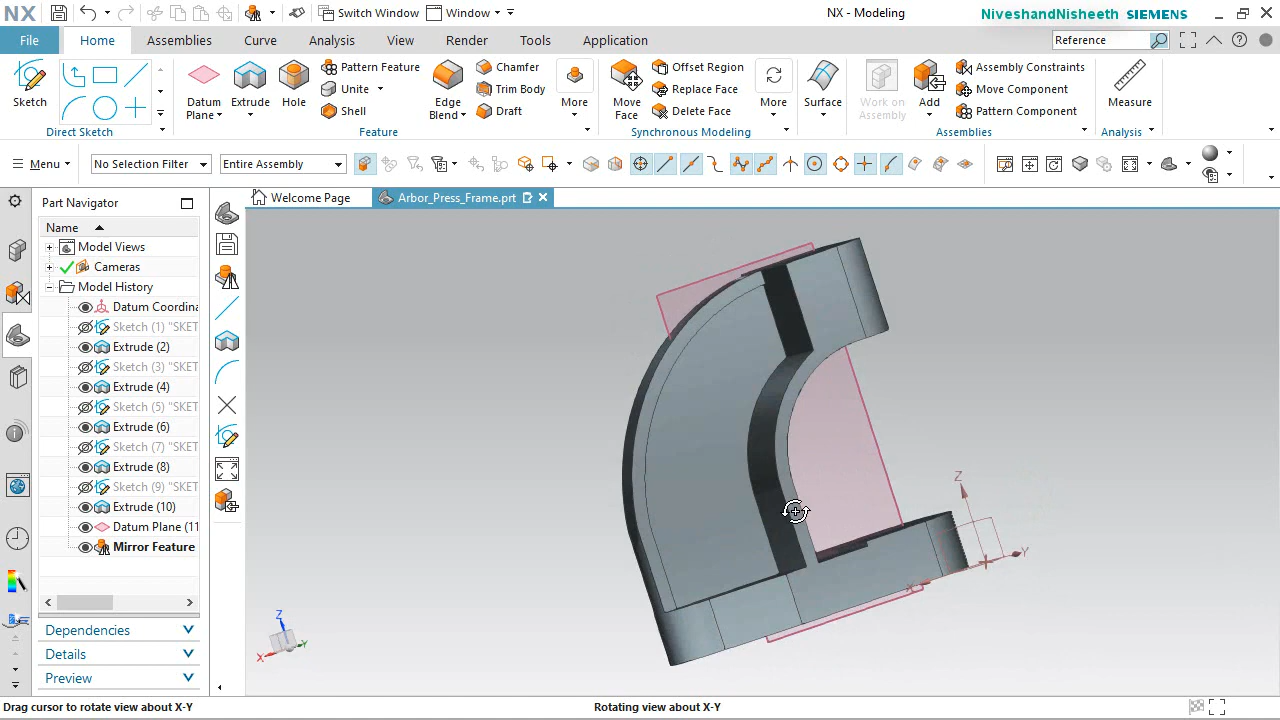 NX Switch Window Window NX - Modeling NiveshandNisheeth SIEMENS
File Home Assemblies Curve Analysis View Render Tools Application Reference
Sketch
Direct Sketch
Datum Plane
Extrude
Hole
Pattern Feature
Unite
Shell
Edge Blend
Chamfer
Trim Body
Draft
More
Feature
Move Face
Offset Region
Replace Face
Delete Face
More
Synchronous Modeling
Surface
Work on Assembly
Add
Assembly Constraints
Move Component
Pattern Component
Assemblies
Measure
Analysis
Menu No Selection Filter Entire Assembly
Part Navigator
Welcome Page Arbor_Press_Frame.prt
Name
Model Views
Cameras
Model History
Datum Coordina
Sketch (1) "SKET
Extrude (2)
Sketch (3) "SKET
Extrude (4)
Sketch (5) "SKET
Extrude (6)
Sketch (7) "SKET
Extrude (8)
Sketch (9) "SKET
Extrude (10)
Datum Plane (11
Mirror Feature
Dependencies
Details
Preview
Z
Y
X
Z
Y
X
Drag cursor to rotate view about X-Y Rotating view about X-Y